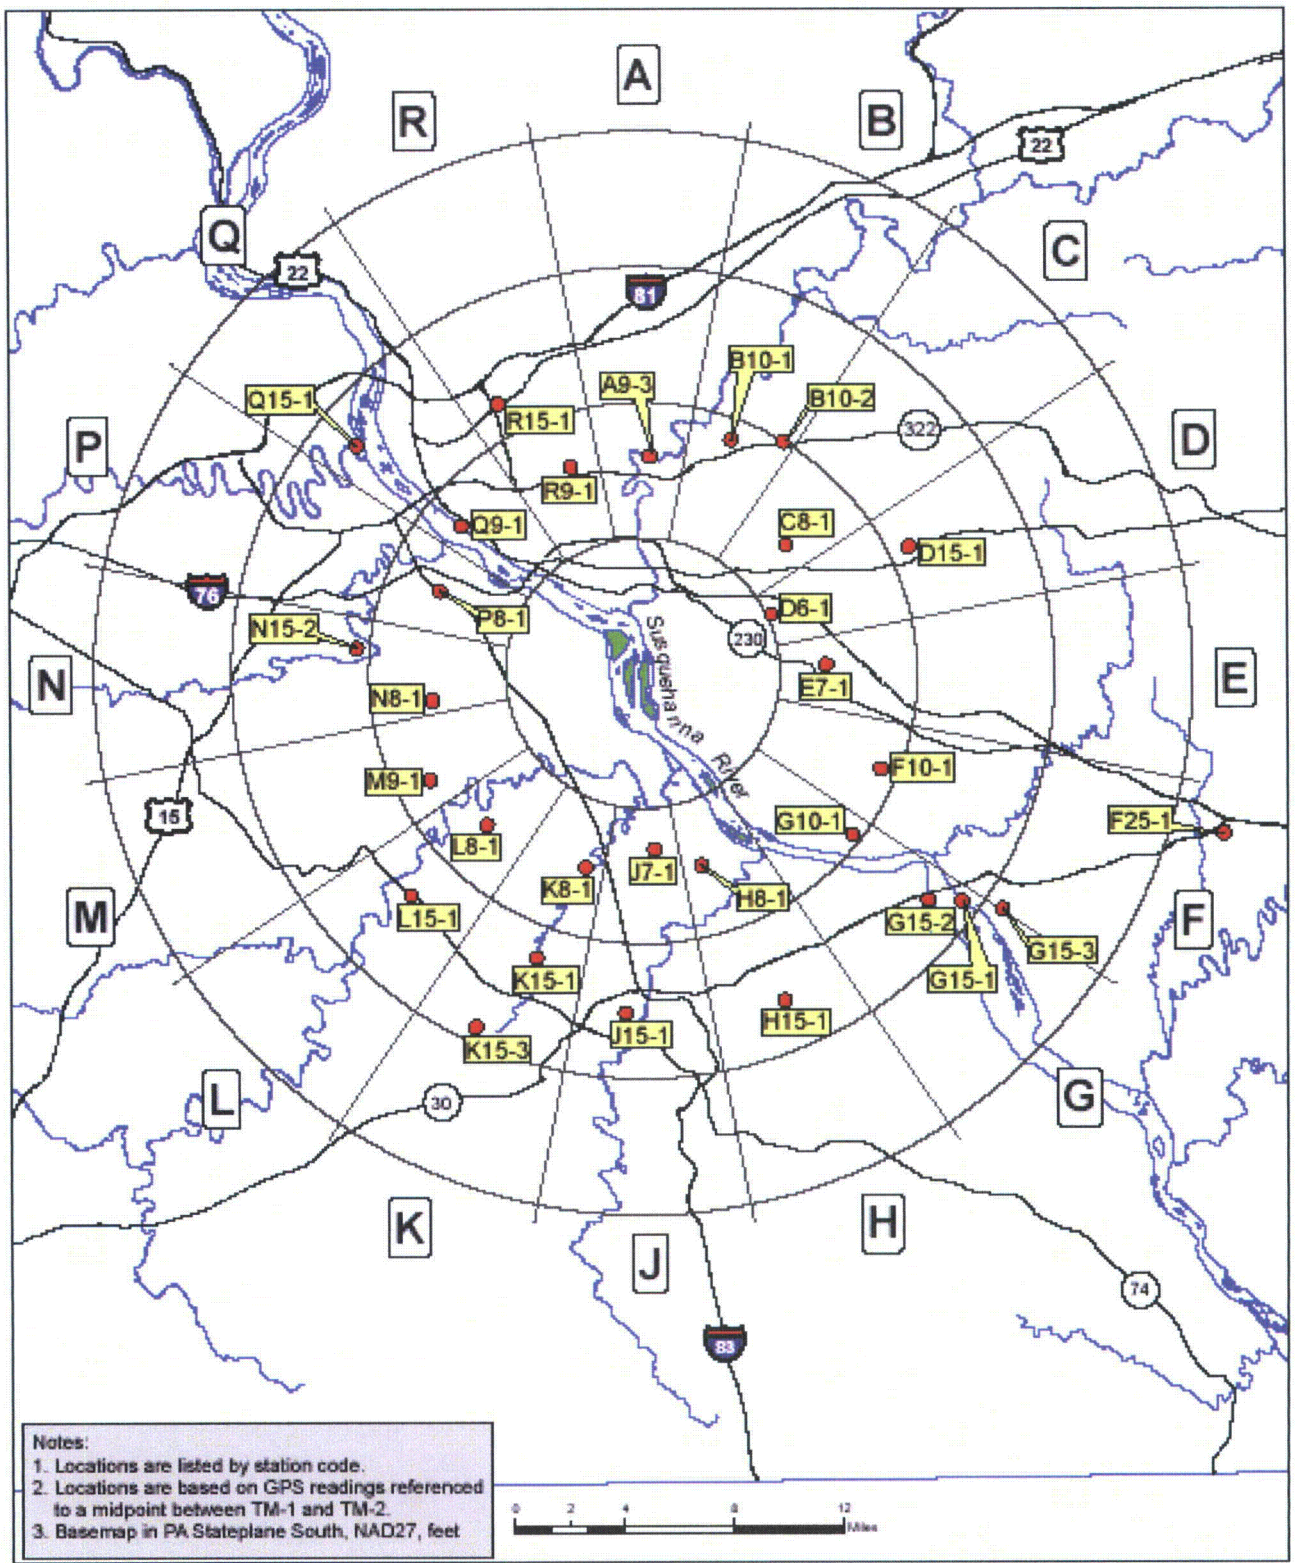 A
R
B
22
Q
C
22
81
B10-1
A9-3
Q15-1
B10-2
R15-1
322
D
P
R9-1
Q9-1
C8-1
D15-1
76
D6-1
P8-1
N15-2
230
Susquehanna River
N
N8-1
E7-1
E
M9-1
F10-1
15
G10-1
F25-1
L8-1
J7-1
K8-1
H8-1
M
L15-1
G15-2
F
G15-3
K15-1
G15-1
H15-1
J15-1
K15-3
L
30
G
K
H
J
74
83
Notes:
1. Locations are listed by station code.
2. Locations are based on GPS readings referenced
to a midpoint between TM-1 and TM-2.
3. Basemap in PA Stateplane South, NAD27, feet
0 2 4 8 12
Miles